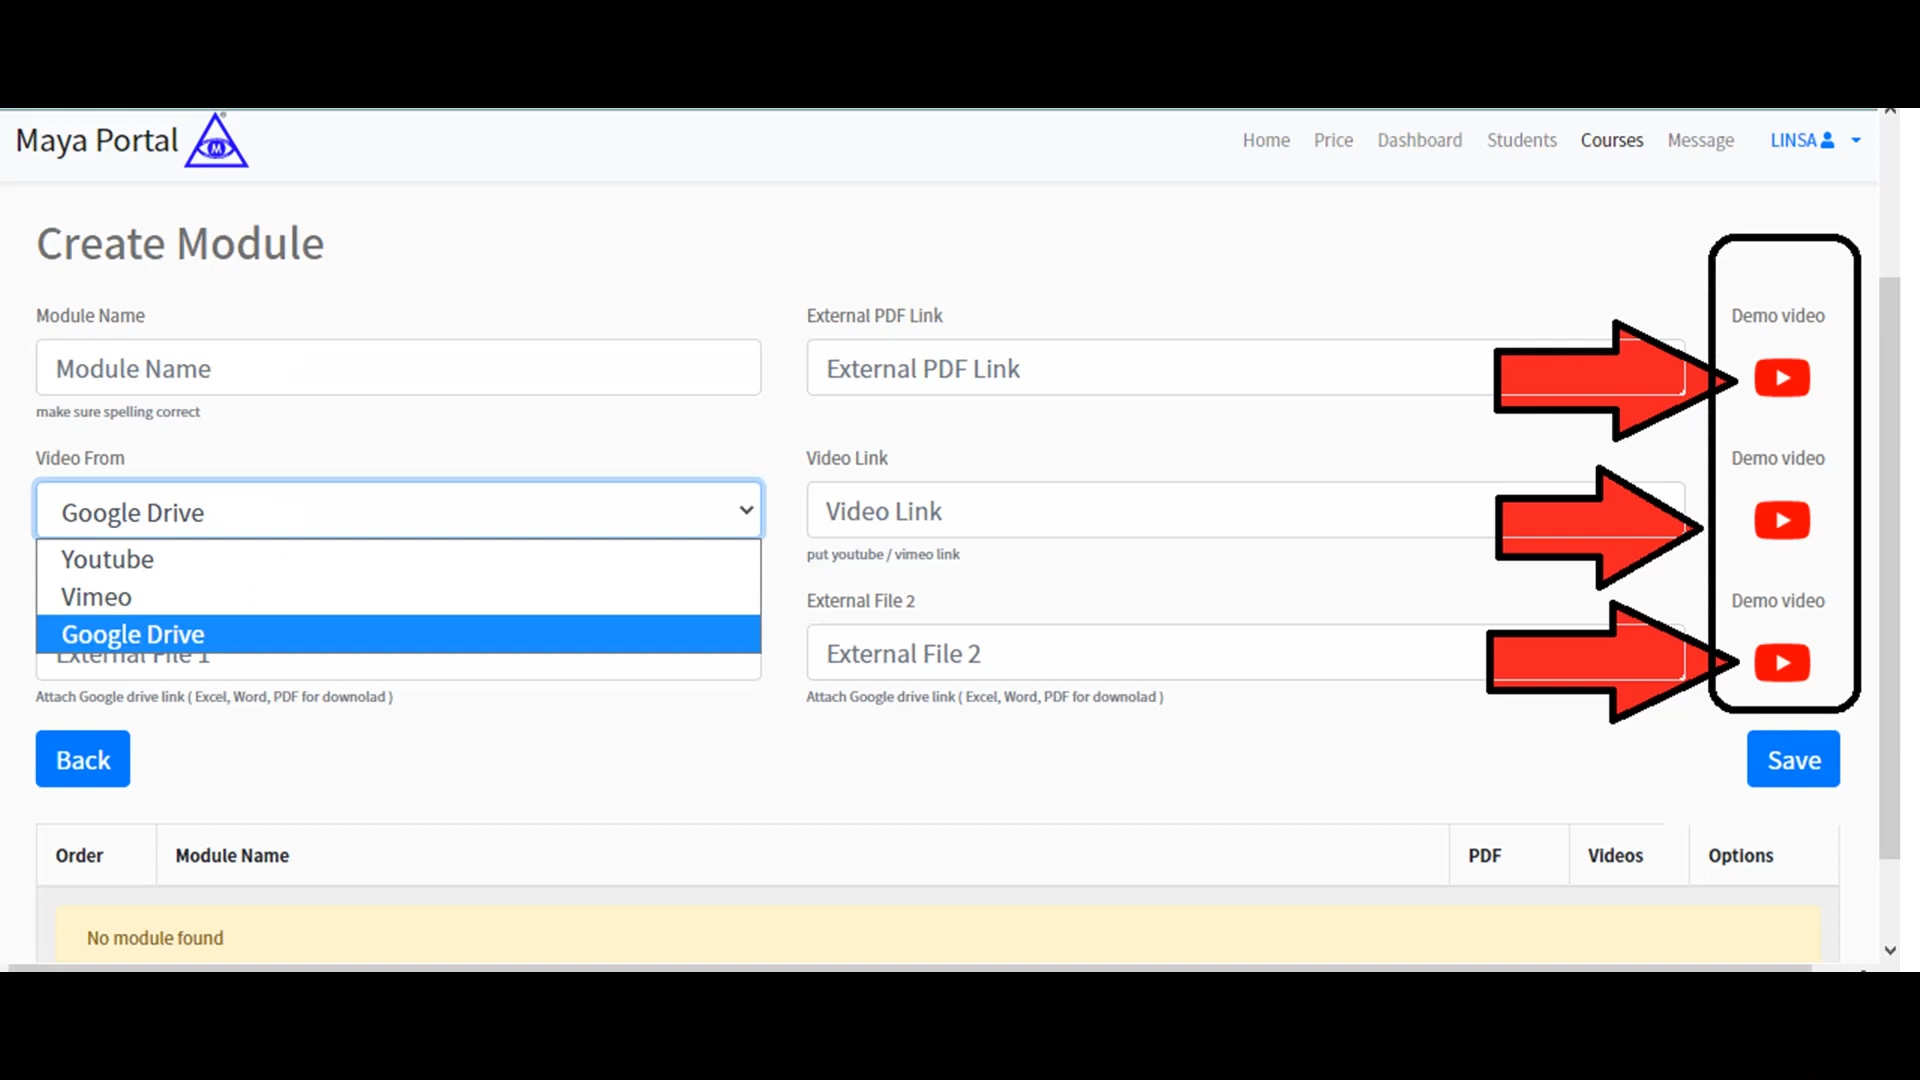 Maya Portal M
Home Price Dashboard Students Courses Message LINSA
Create Module
Module Name
External PDF Link
Demo video
Module Name
External PDF Link
make sure spelling correct
Video From
Video Link
Demo video
Google Drive
Video Link
Youtube
put youtube / vimeo link
Vimeo
External File 2
Demo video
Google Drive
External File 1
External File 2
Attach Google drive link ( Excel, Word, PDF for downolad )
Attach Google drive link ( Excel, Word, PDF for downolad )
Back
Save
Order Module Name PDF Videos Options
No module found